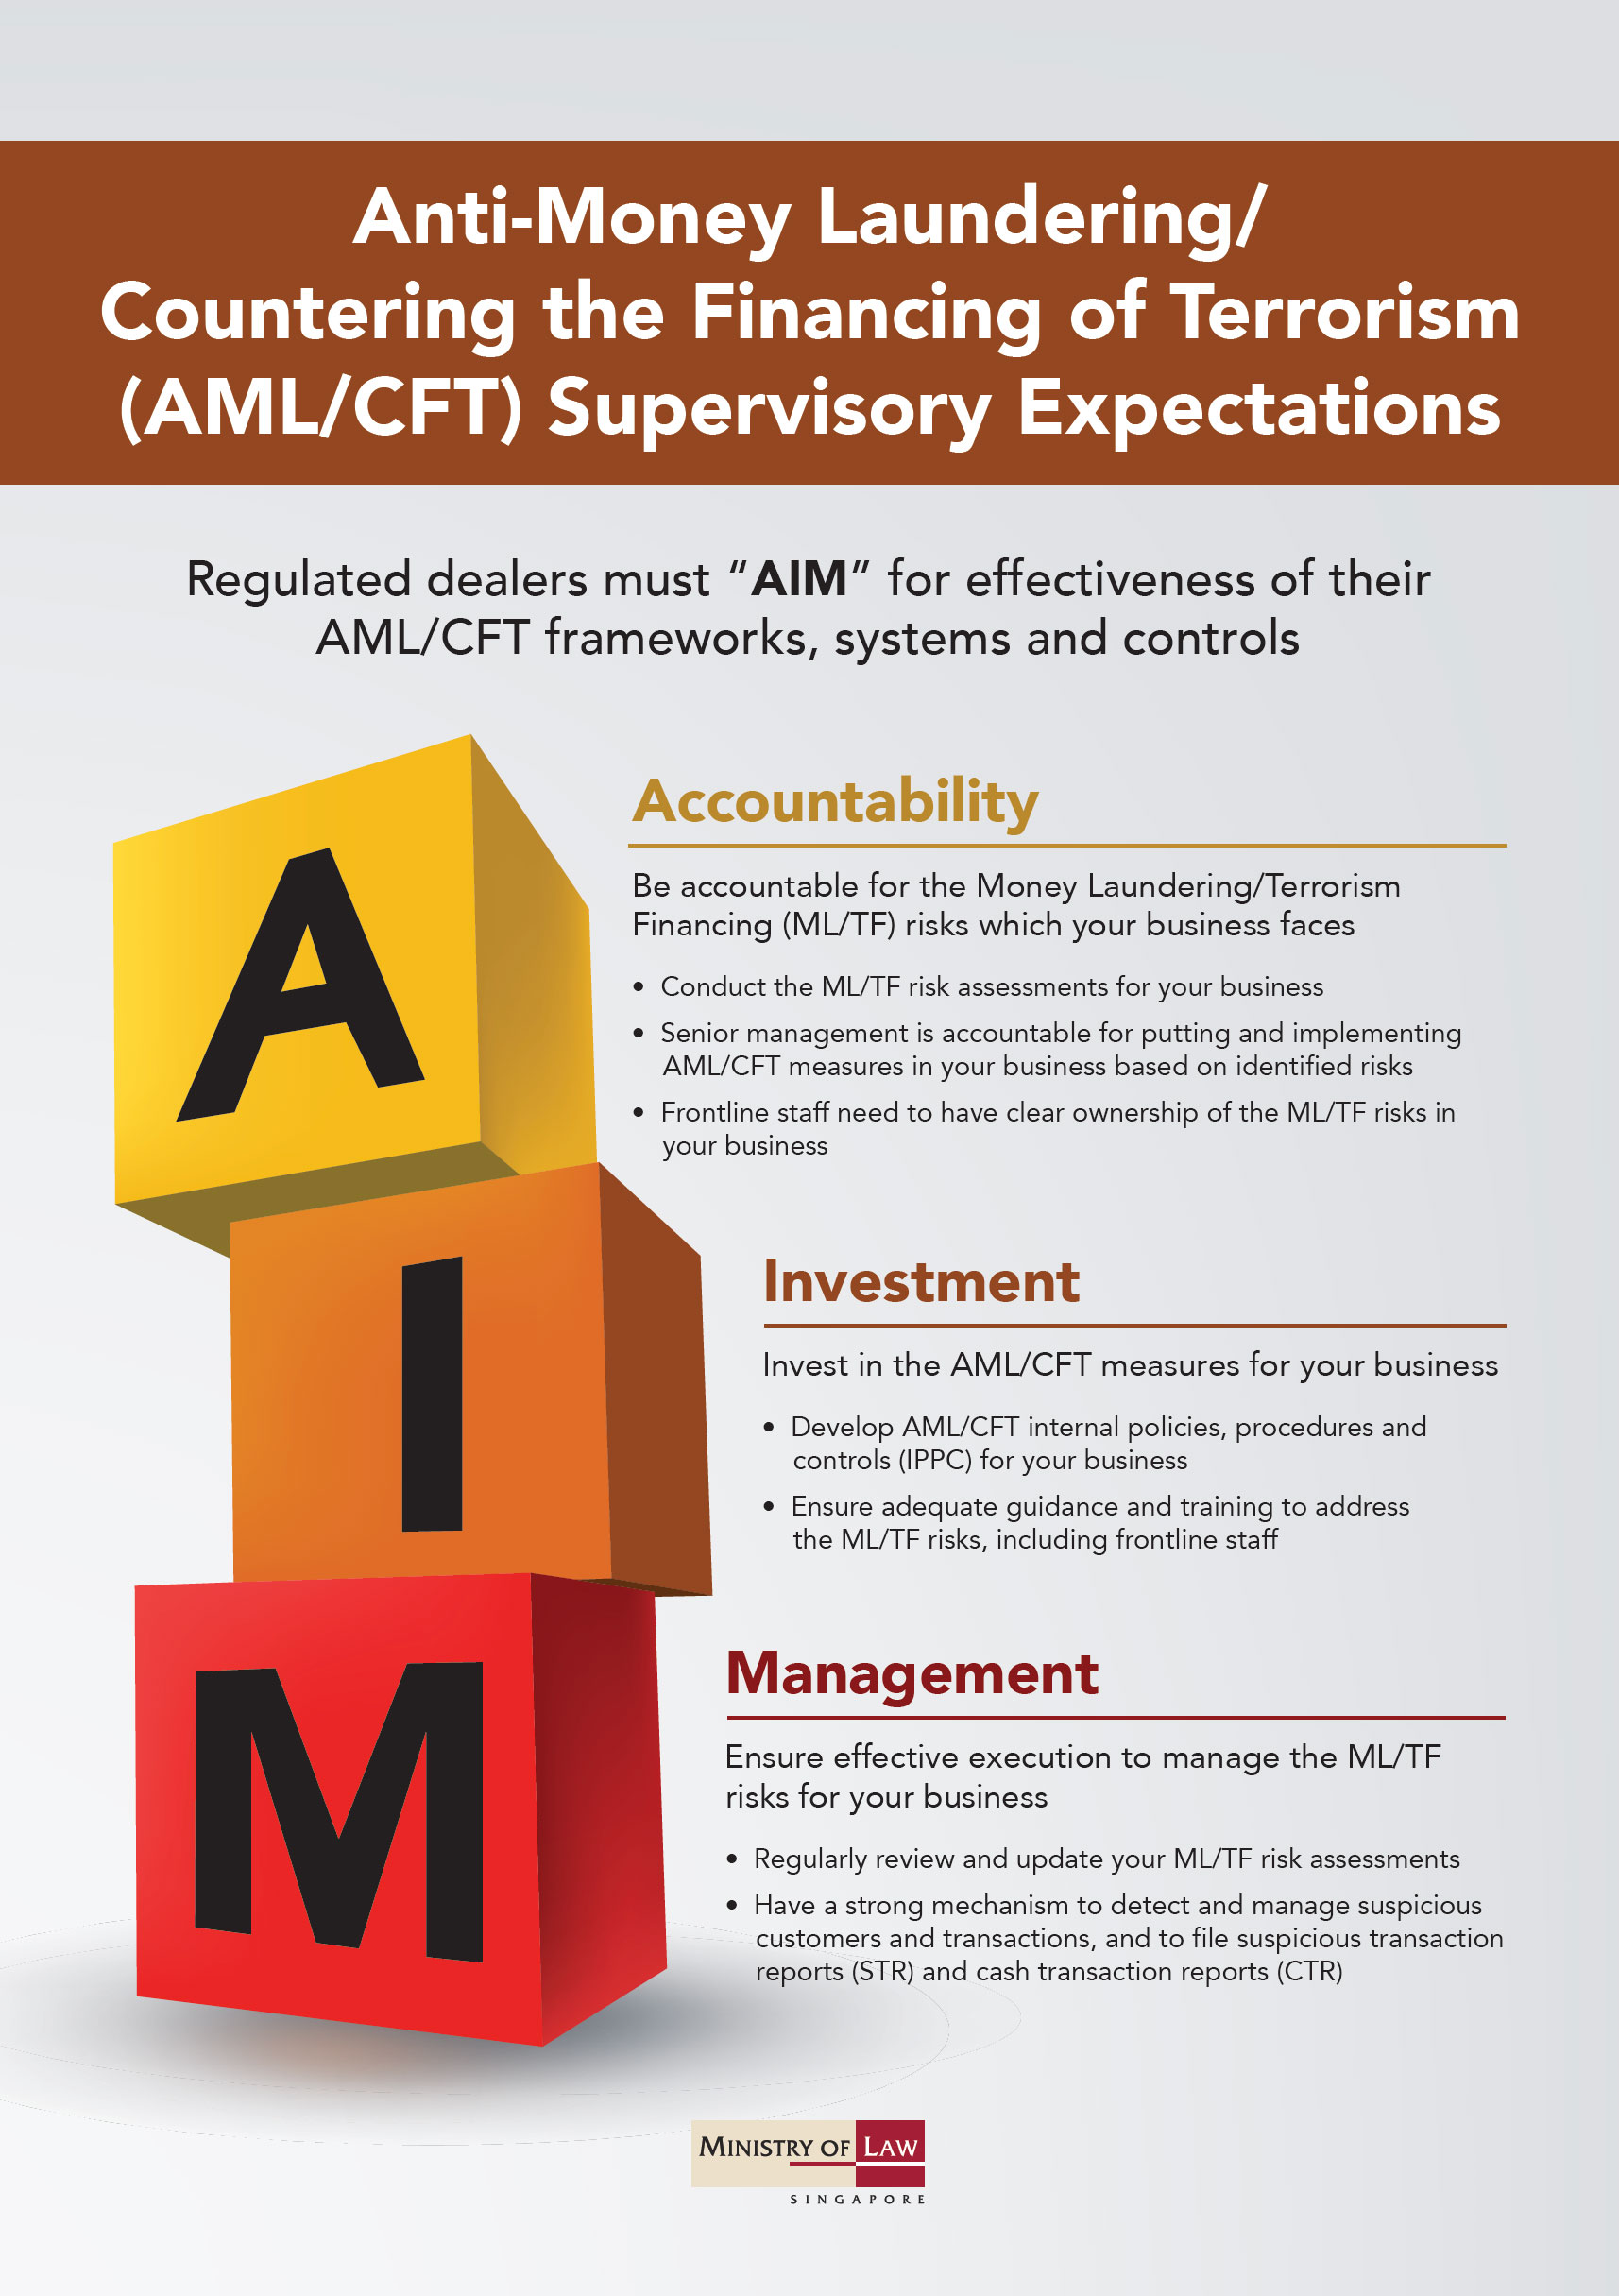 Anti-Money Laundering/
Countering the Financing of Terrorism
(AML/CFT) Supervisory Expectations
Regulated dealers must “AIM” for effectiveness of their
AML/CFT frameworks, systems and controls
A
Accountability
Be accountable for the Money Laundering/Terrorism
Financing (ML/TF) risks which your business faces
• Conduct the ML/TF risk assessments for your business
• Senior management is accountable for putting and implementing
AML/CFT measures in your business based on identified risks
• Frontline staff need to have clear ownership of the ML/TF risks in
your business
I
Investment
Invest in the AML/CFT measures for your business
• Develop AML/CFT internal policies, procedures and
controls (IPPC) for your business
• Ensure adequate guidance and training to address
the ML/TF risks, including frontline staff
M
Management
Ensure effective execution to manage the ML/TF
risks for your business
• Regularly review and update your ML/TF risk assessments
• Have a strong mechanism to detect and manage suspicious
customers and transactions, and to file suspicious transaction
reports (STR) and cash transaction reports (CTR)
MINISTRY OF LAW
SINGAPORE